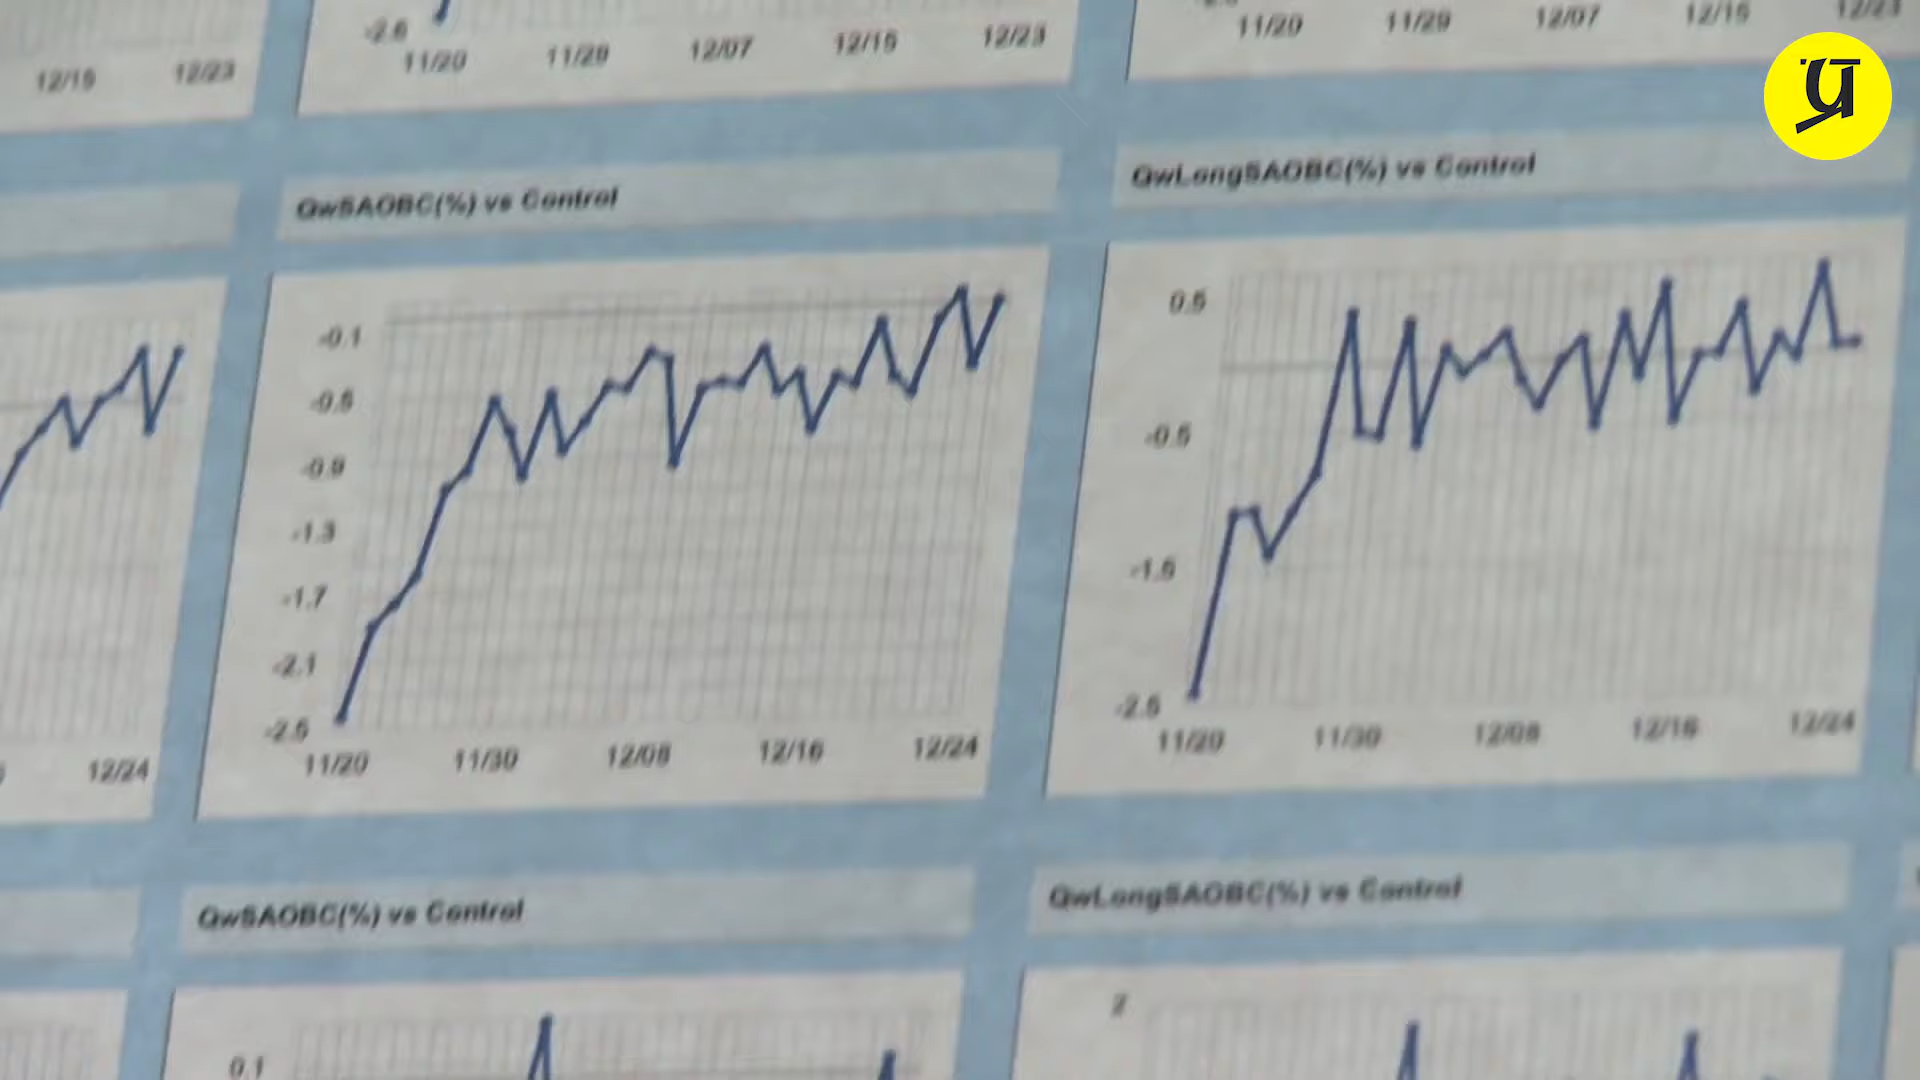 -2.6
11/20 11/29 12/07 12/15 12/23
11/20 11/29 12/07 12/15 12/23
12/15 12/23
प्र
QwSAOBC(%) vs Control
-0.1
-0.5
-0.9
-1.3
-1.7
-2.1
-2.5
11/20 11/30 12/08 12/16 12/24
QwLongSAOBC(%) vs Control
0.5
-0.5
-1.5
-2.5
11/20 11/30 12/08 12/16 12/24
12/24
QwSAOBC(%) vs Control
0.1
QwLongSAOBC(%) vs Control
2